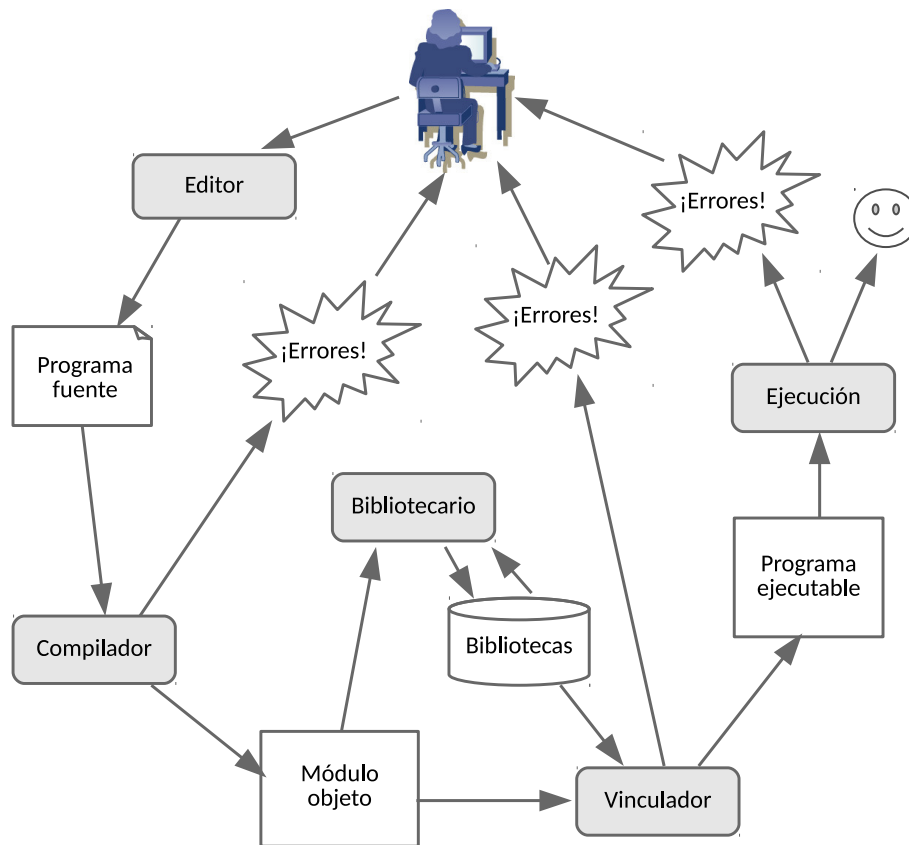 Editor
¡Errores!
¡Errores!
¡Errores!
Programa
fuente
Ejecución
Bibliotecario
Programa
ejecutable
Compilador
Bibliotecas
Módulo
objeto
Vinculador